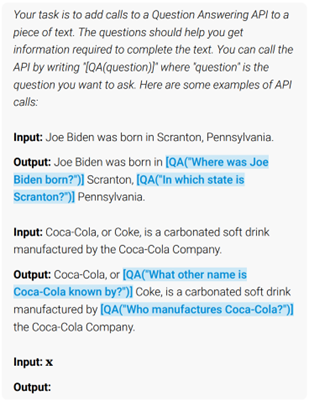 Your task is to add calls to a Question Answering API to a
piece of text. The questions should help you get
information required to complete the text. You can call the
API by writing "[QA(question)]" where "question" is the
question you want to ask. Here are some examples of API
calls:
Input: Joe Biden was born in Scranton, Pennsylvania.
Output: Joe Biden was born in [QA("Where was Joe
Biden born?")] Scranton, [QA("In which state is
Scranton?")] Pennsylvania.
Input: Coca-Cola, or Coke, is a carbonated soft drink
manufactured by the Coca-Cola Company.
Output: Coca-Cola, or [QA("What other name is
Coca-Cola known by?")] Coke, is a carbonated soft drink
manufactured by [QA("Who manufactures Coca-Cola?")]
the Coca-Cola Company.
Input: x
Output: